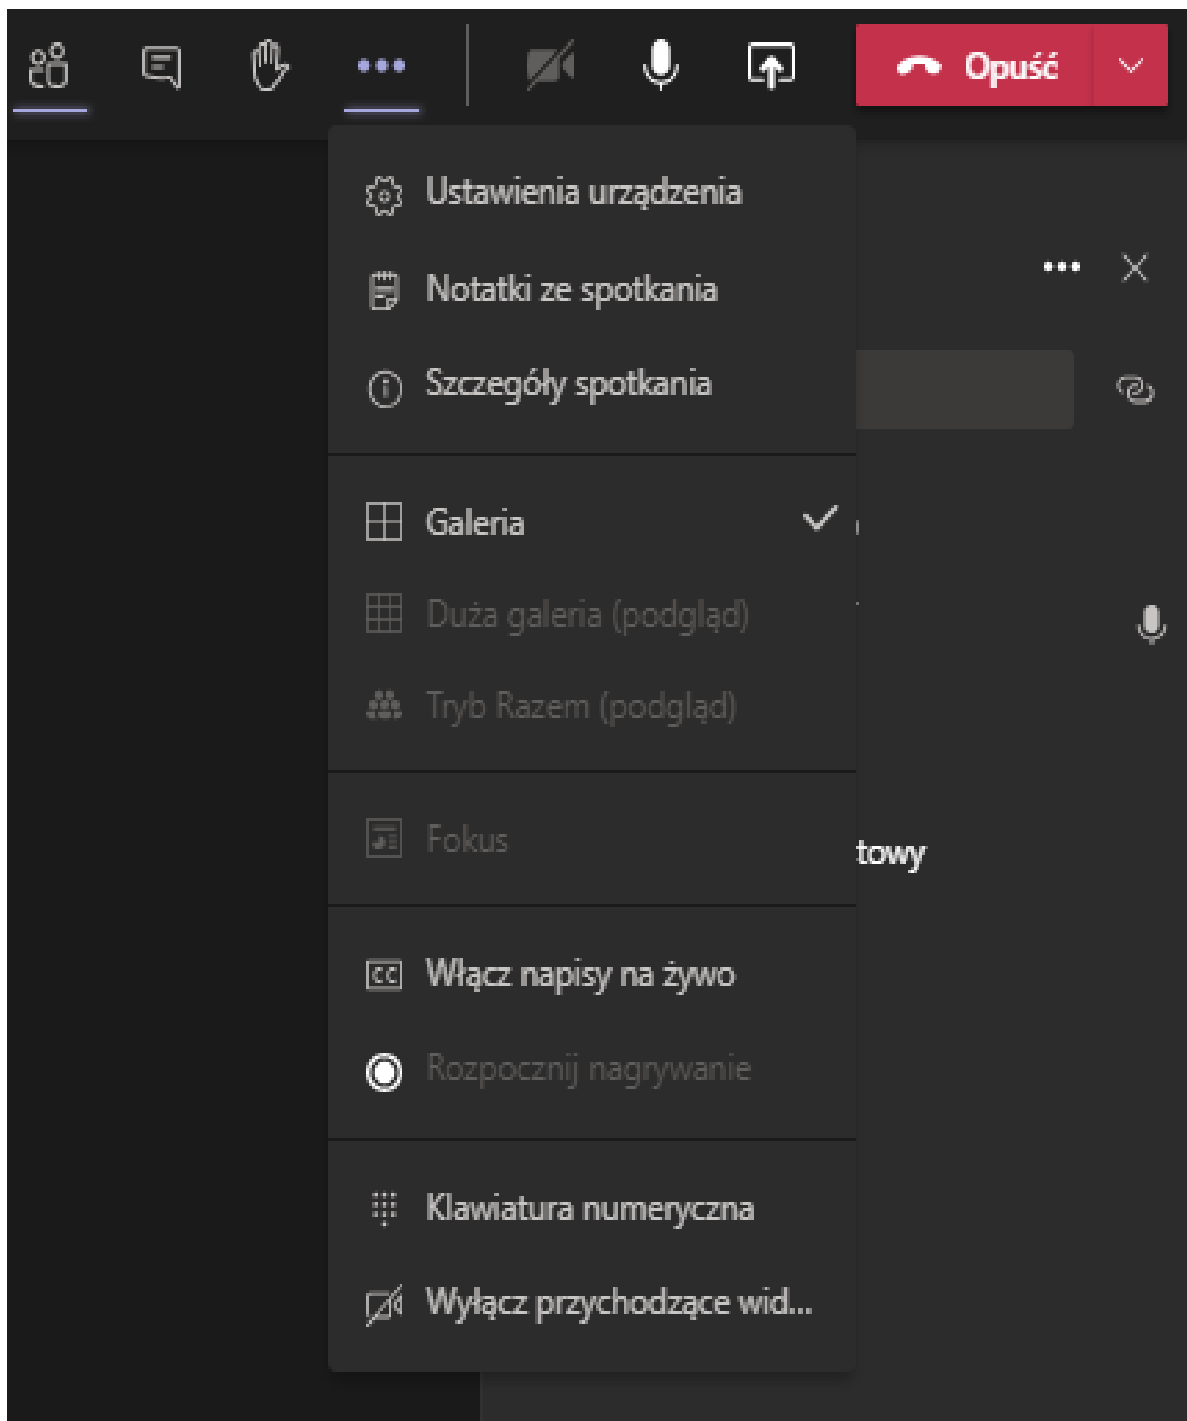 Opuść
Ustawienia urządzenia
Notatki ze spotkania
Szczegóły spotkania
Galeria
Duża galeria (podgląd)
Tryb Razem (podgląd)
Fokus
towy
CC Włącz napisy na żywo
Rozpocznij nagrywanie
Klawiatura numeryczna
Wyłącz przychodzące wid...